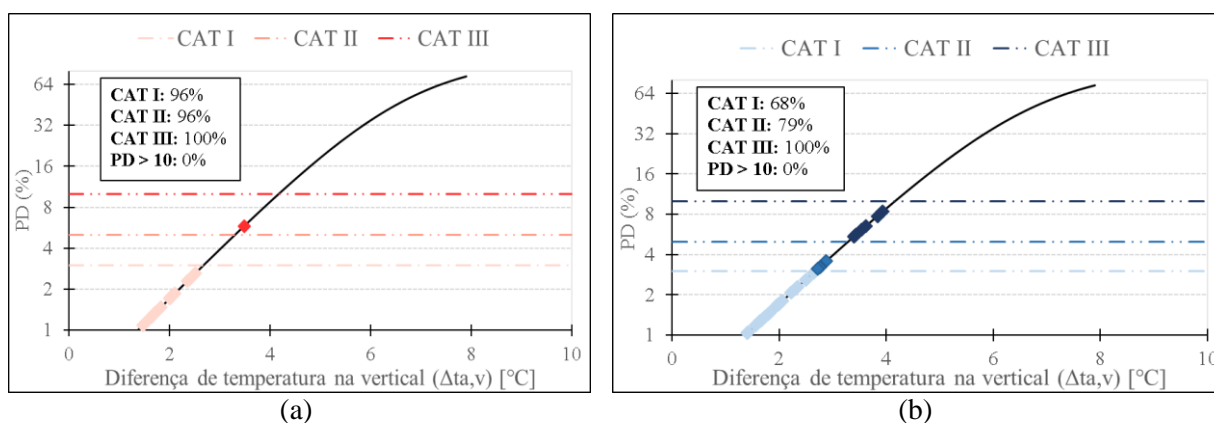 CAT I CAT II CAT III
CAT I: 96%
CAT II: 96%
CAT III: 100%
PD > 10: 0%
PD (%)
64
32
16
8
4
2
1
0 2 4 6 8 10
Diferença de temperatura na vertical (Δta,v) [°C]
(a)
CAT I CAT II CAT III
CAT I: 68%
CAT II: 79%
CAT III: 100%
PD > 10: 0%
PD (%)
64
32
16
8
4
2
1
0 2 4 6 8 10
Diferença de temperatura na vertical (Δta,v) [°C]
(b)